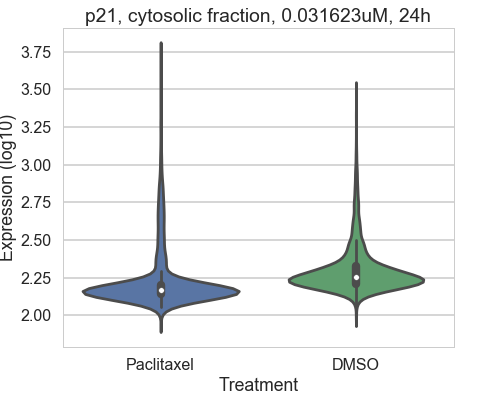 p21, cytosolic fraction, 0.031623uM, 24h
Expression (log10)
3.75
3.50
3.25
3.00
2.75
2.50
2.25
2.00
Paclitaxel DMSO
Treatment